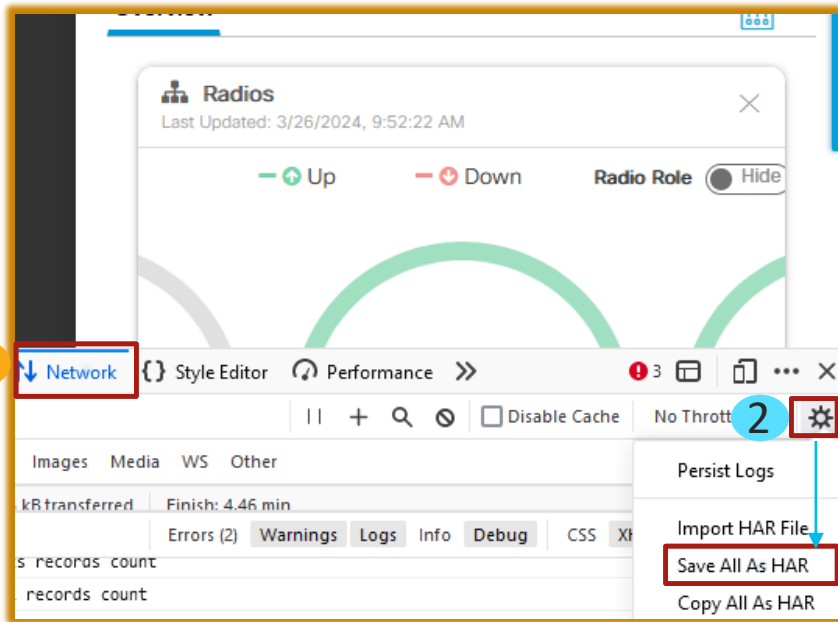 Overview
Radios
Last Updated: 3/26/2024, 9:52:22 AM
Up Down Radio Role Hide
Network {} Style Editor Performance 3
Disable Cache No Thrott 2
Images Media WS Other
Persist Logs
kB transferred Finish: 4.46 min
Import HAR File
Errors (2) Warnings Logs Info Debug CSS XH
s records count
Save All As HAR
records count
Copy All As HAR